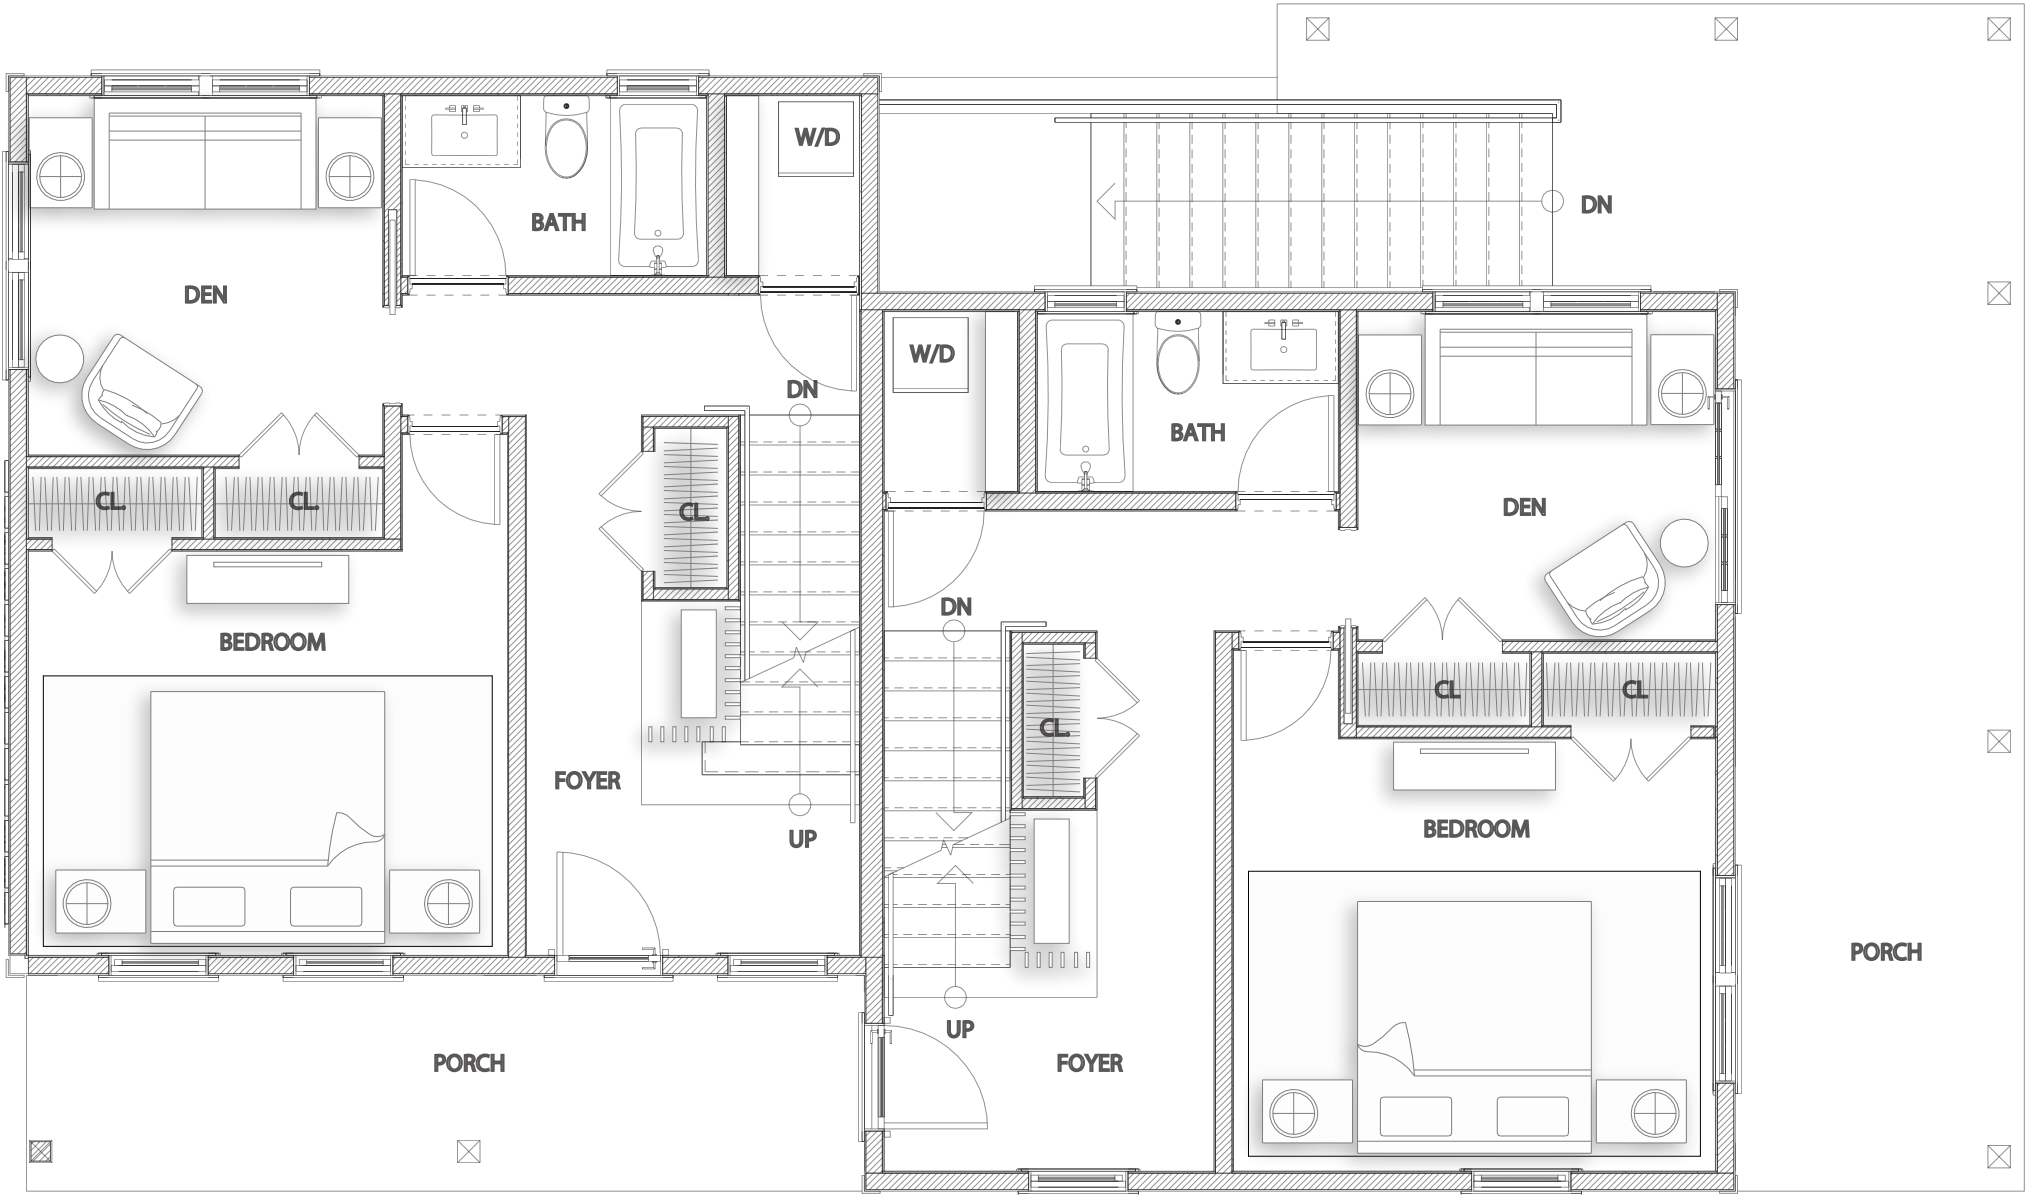 W/D
DN
BATH
DEN
W/D
DN
BATH
CL.
CL.
CL.
DEN
DN
BEDROOM
CL
CL
CL.
FOYER
UP
BEDROOM
PORCH
UP
PORCH
FOYER